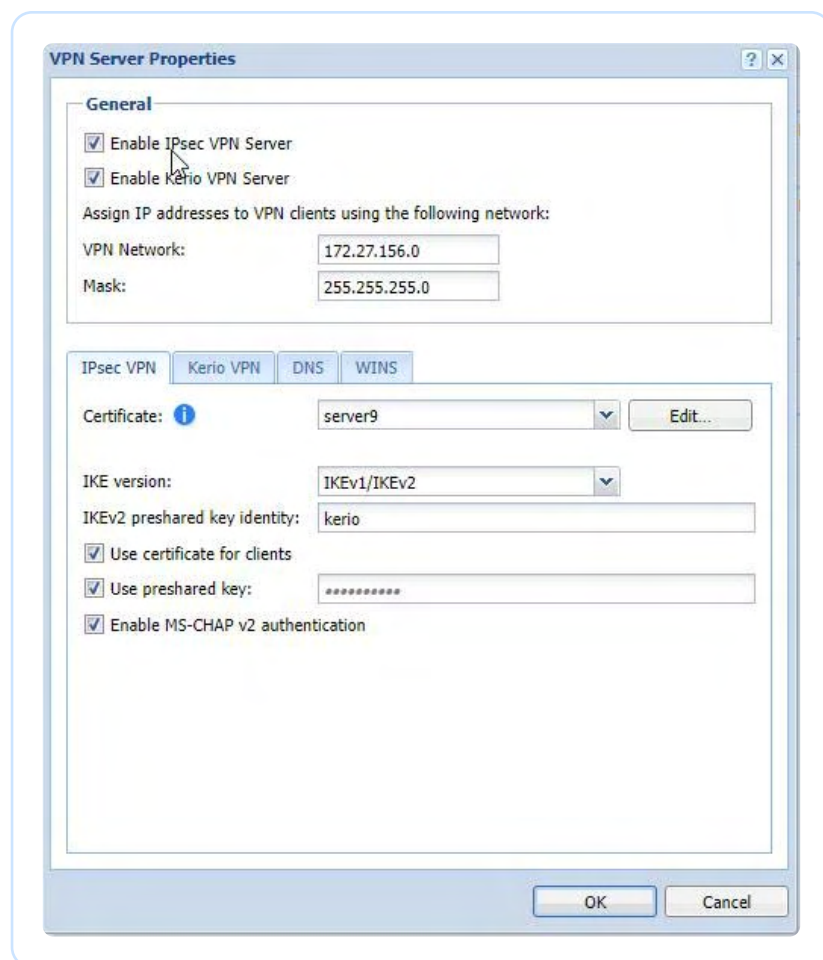 VPN Server Properties
General
Enable IPsec VPN Server
Enable Kerio VPN Server
Assign IP addresses to VPN clients using the following network:
VPN Network: 172.27.156.0
Mask: 255.255.255.0
IPsec VPN Kerio VPN DNS WINS
Certificate: server9 Edit...
IKE version: IKEv1/IKEv2
IKEv2 preshared key identity: kerio
Use certificate for clients
Use preshared key: **********
Enable MS-CHAP v2 authentication
OK Cancel